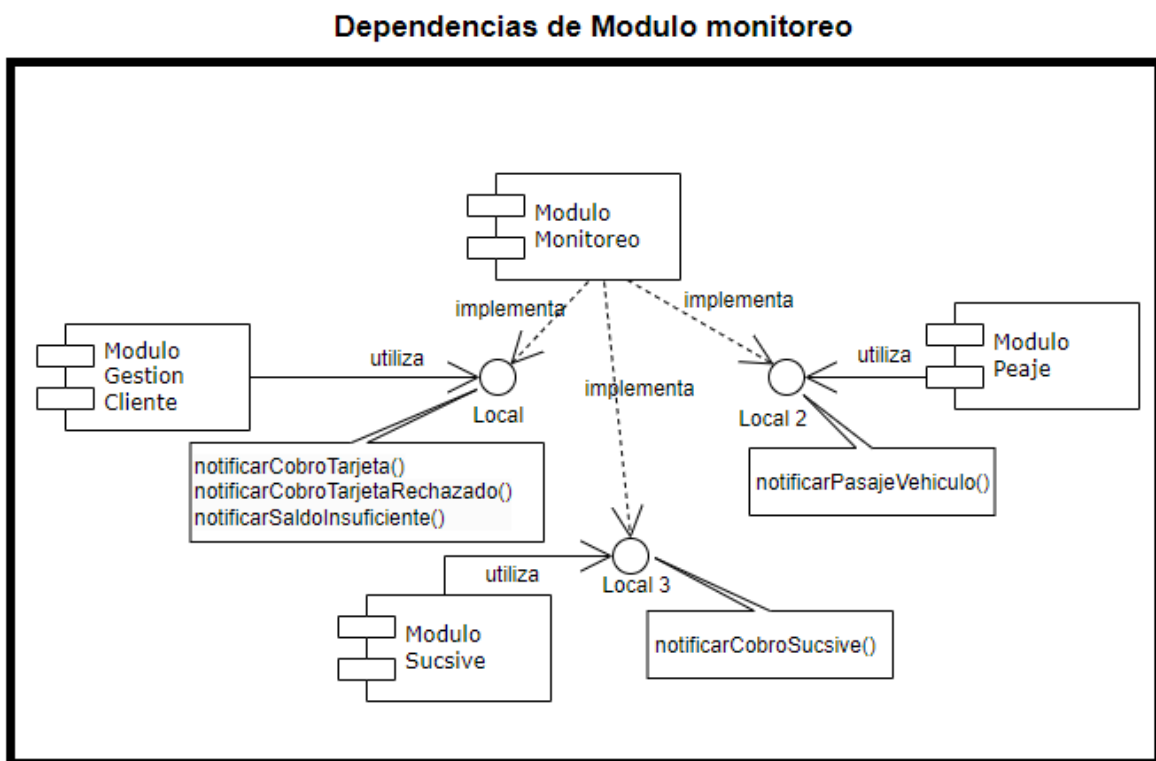 Dependencias de Modulo monitoreo
Modulo
Monitoreo
implementa
implementa
implementa
Modulo
Gestion
Cliente
utiliza
Local
utiliza
Local 2
Modulo
Peaje
notificarCobroTarjeta()
notificarCobroTarjetaRechazado()
notificarSaldoInsuficiente()
notificarPasajeVehiculo()
utiliza
Local 3
Modulo
Sucsive
notificarCobroSucsive()